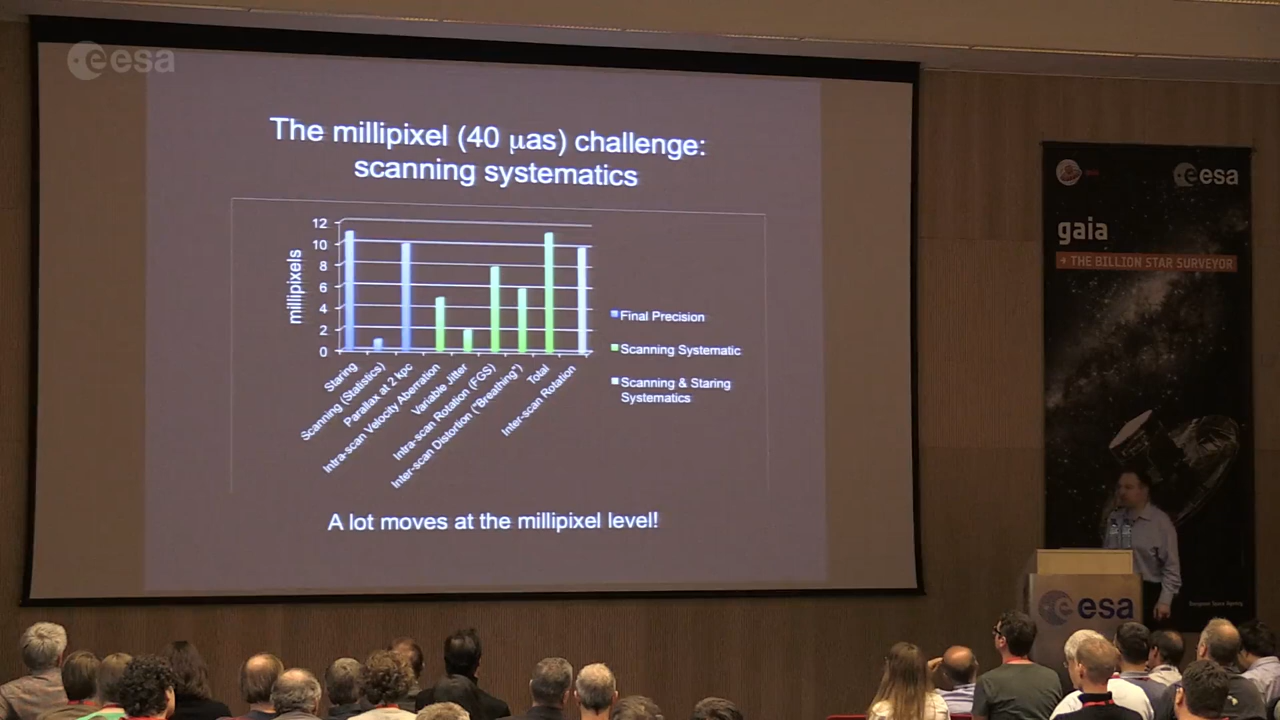 esa
The millipixel (40 μas) challenge:
scanning systematics
12
10
8
6
4
2
0
millipixels
Staring
Scanning (Statistics)
Parallax at 2 kpc
Intra-scan Velocity Aberration
Variable Jitter
Intra-scan Rotation (FGS)
Inter-scan Distortion ("Breathing")
Total
Inter-scan Rotation
Final Precision
Scanning Systematic
Scanning & Staring
Systematics
A lot moves at the millipixel level!
esa
gaia
→ THE BILLION STAR SURVEYOR
European Space Agency
esa